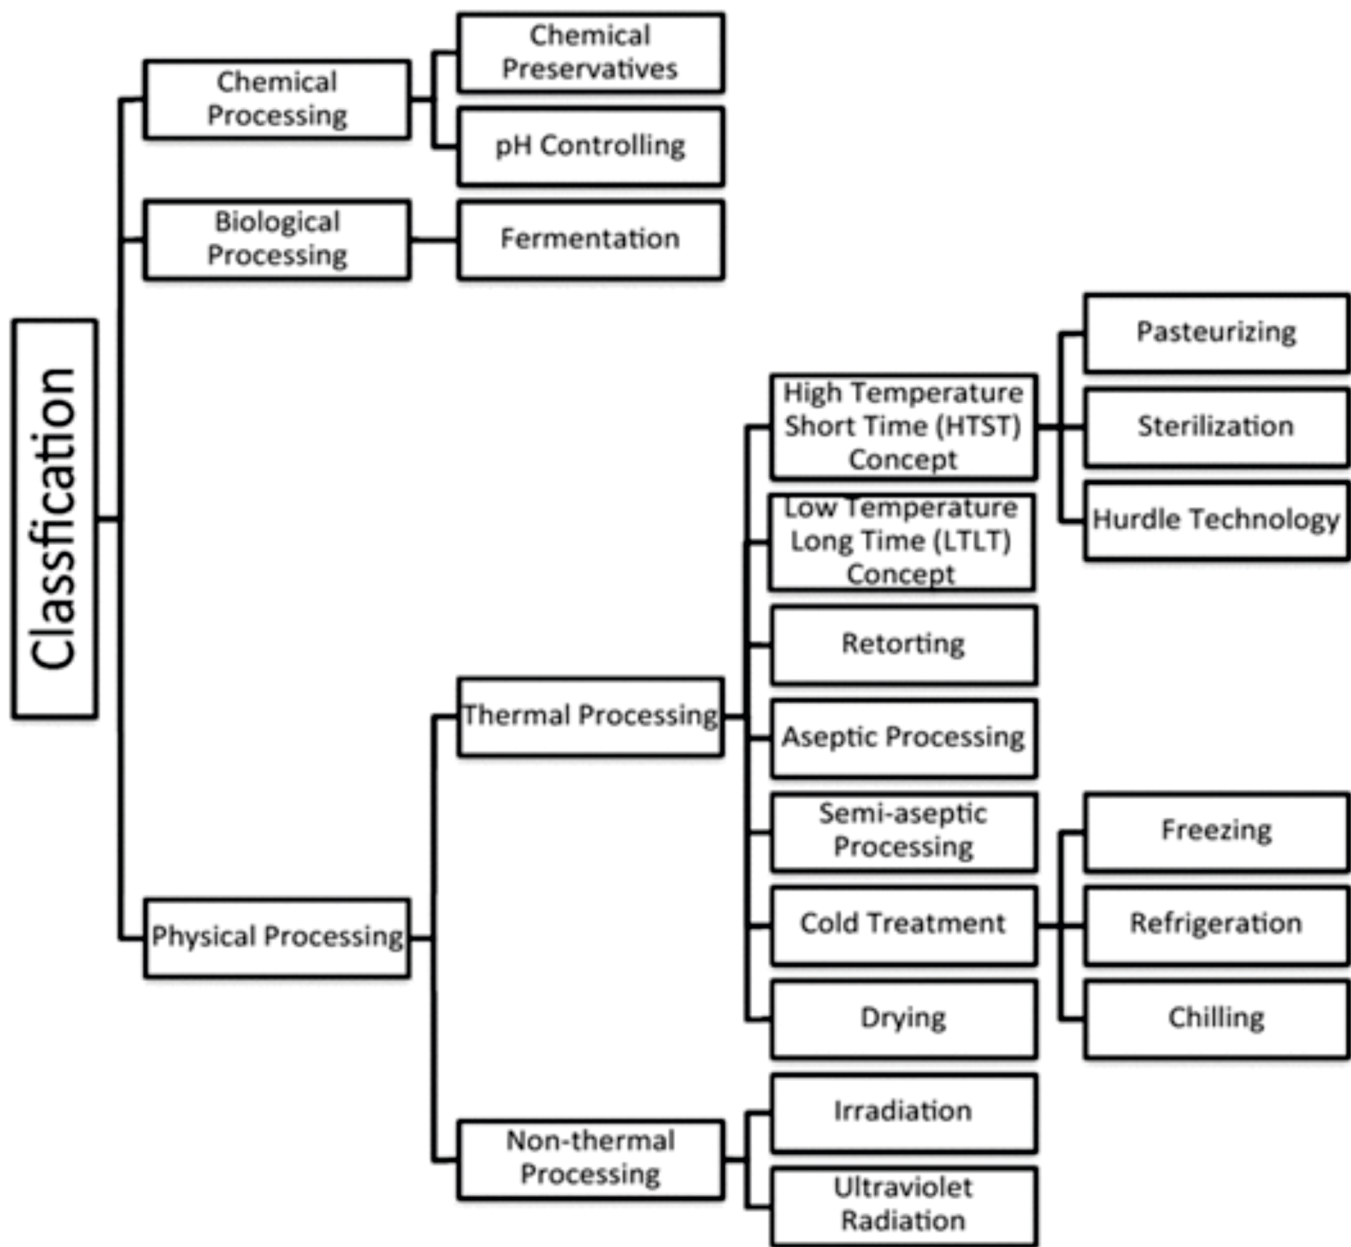 Classfication
Chemical
Processing
Chemical
Preservatives
pH Controlling
Biological
Processing
Fermentation
Physical Processing
Thermal Processing
High Temperature
Short Time (HTST)
Concept
Pasteurizing
Sterilization
Hurdle Technology
Low Temperature
Long Time (LTLT)
Concept
Retorting
Aseptic Processing
Semi-aseptic
Processing
Cold Treatment
Freezing
Refrigeration
Chilling
Drying
Non-thermal
Processing
Irradiation
Ultraviolet
Radiation